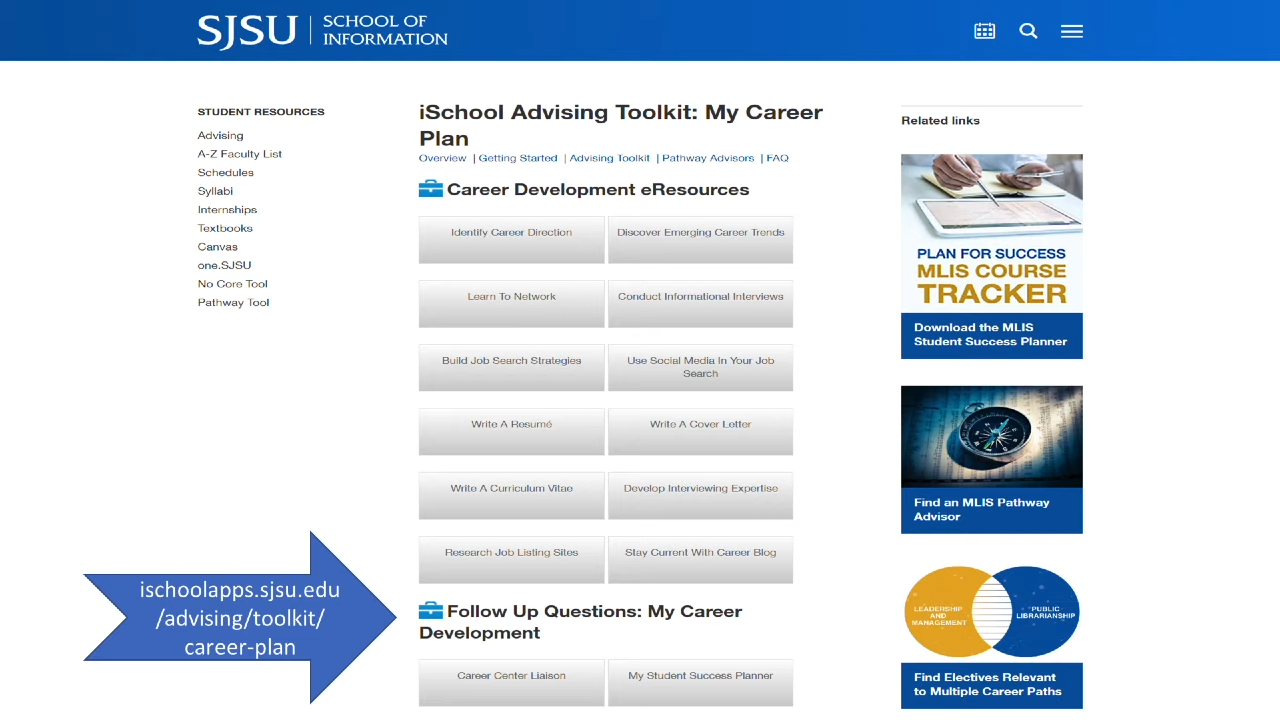 SJSU
SCHOOL OF
INFORMATION
STUDENT RESOURCES
Advising
A-Z Faculty List
Schedules
Syllabi
Internships
Textbooks
Canvas
one.SJSU
No Core Tool
Pathway Tool
iSchool Advising Toolkit: My Career
Plan
Overview | Getting Started | Advising Toolkit | Pathway Advisors | FAQ
Career Development eResources
Identify Career Direction
Discover Emerging Career Trends
Learn To Network
Conduct Informational Interviews
Build Job Search Strategies
Use Social Media In Your Job
Search
Write A Resumé
Write A Cover Letter
Write A Curriculum Vitae
Develop Interviewing Expertise
Research Job Listing Sites
Stay Current With Career Blog
Follow Up Questions: My Career
Development
Career Center Liaison
My Student Success Planner
ischoolapps.sjsu.edu
/advising/toolkit/
career-plan
Related links
PLAN FOR SUCCESS
MLIS COURSE
TRACKER
Download the MLIS
Student Success Planner
Find an MLIS Pathway
Advisor
LEADERSHIP
AND
MANAGEMENT
PUBLIC
LIBRARIANSHIP
Find Electives Relevant
to Multiple Career Paths